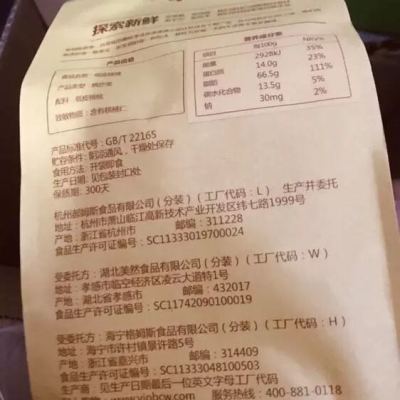 探索新鲜
产品信息
营养成分表
项目 每100g NRV%
能量 2928kJ 35%
蛋白质 14.0g 23%
脂肪 66.5g 111%
碳水化合物 13.5g 5%
钠 30mg 2%
产品标准代号: GB/T 22165
贮存条件: 阴凉通风，干燥处保存
食用方法: 开袋即食
生产日期: 见包装封口处
保质期: 300天
杭州郝姆斯食品有限公司（分装）（工厂代码：L） 生产并委托
地址：杭州市萧山临江高新技术产业开发区纬七路1999号
产地：浙江省杭州市 邮编：311228
食品生产许可证编号：SC11333019700024
受委托方：湖北美然食品有限公司（分装）（工厂代码：W）
地址：孝感市临空经济区凌云大道特1号
产地：湖北省孝感市 邮编：432017
食品生产许可证编号：SC11742090100019
受委托方：海宁格姆斯食品有限公司（分装）（工厂代码：H）
地址：海宁市许村镇景许路5号
产地：浙江省嘉兴市 邮编：314409
食品生产许可证编号：SC11333048100503
生产商：见生产日期最后一位英文字母工厂代码
服务热线：400-881-0118